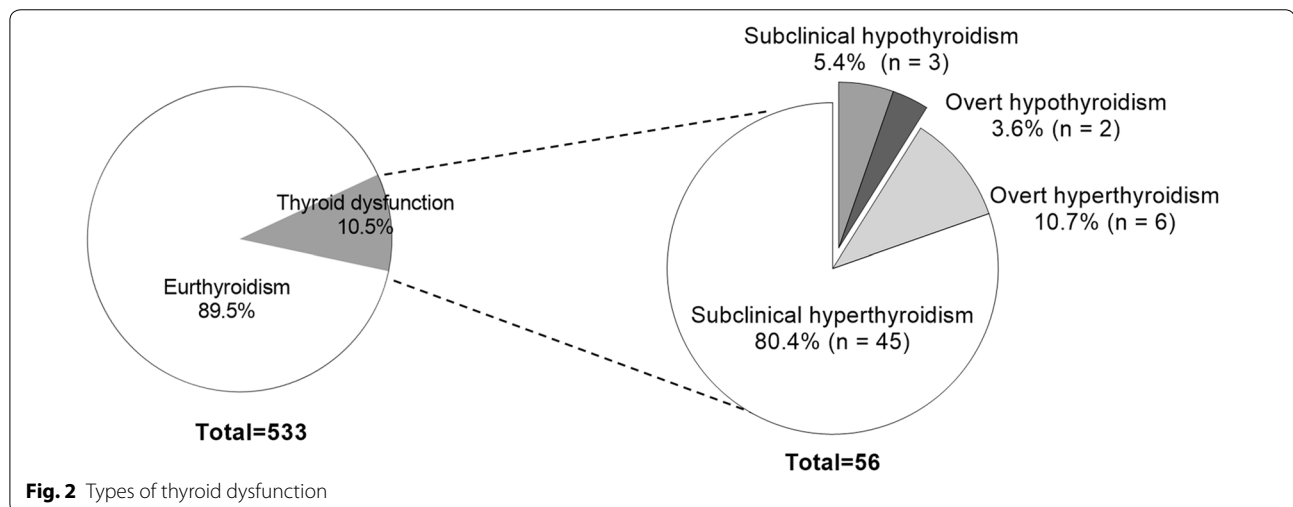 Subclinical hypothyroidism
5.4% (n = 3)
Overt hypothyroidism
3.6% (n = 2)
Thyroid dysfunction
10.5%
Overt hyperthyroidism
10.7% (n = 6)
Eurthyroidism
89.5%
Subclinical hyperthyroidism
80.4% (n = 45)
Total=533
Total=56
Fig. 2 Types of thyroid dysfunction